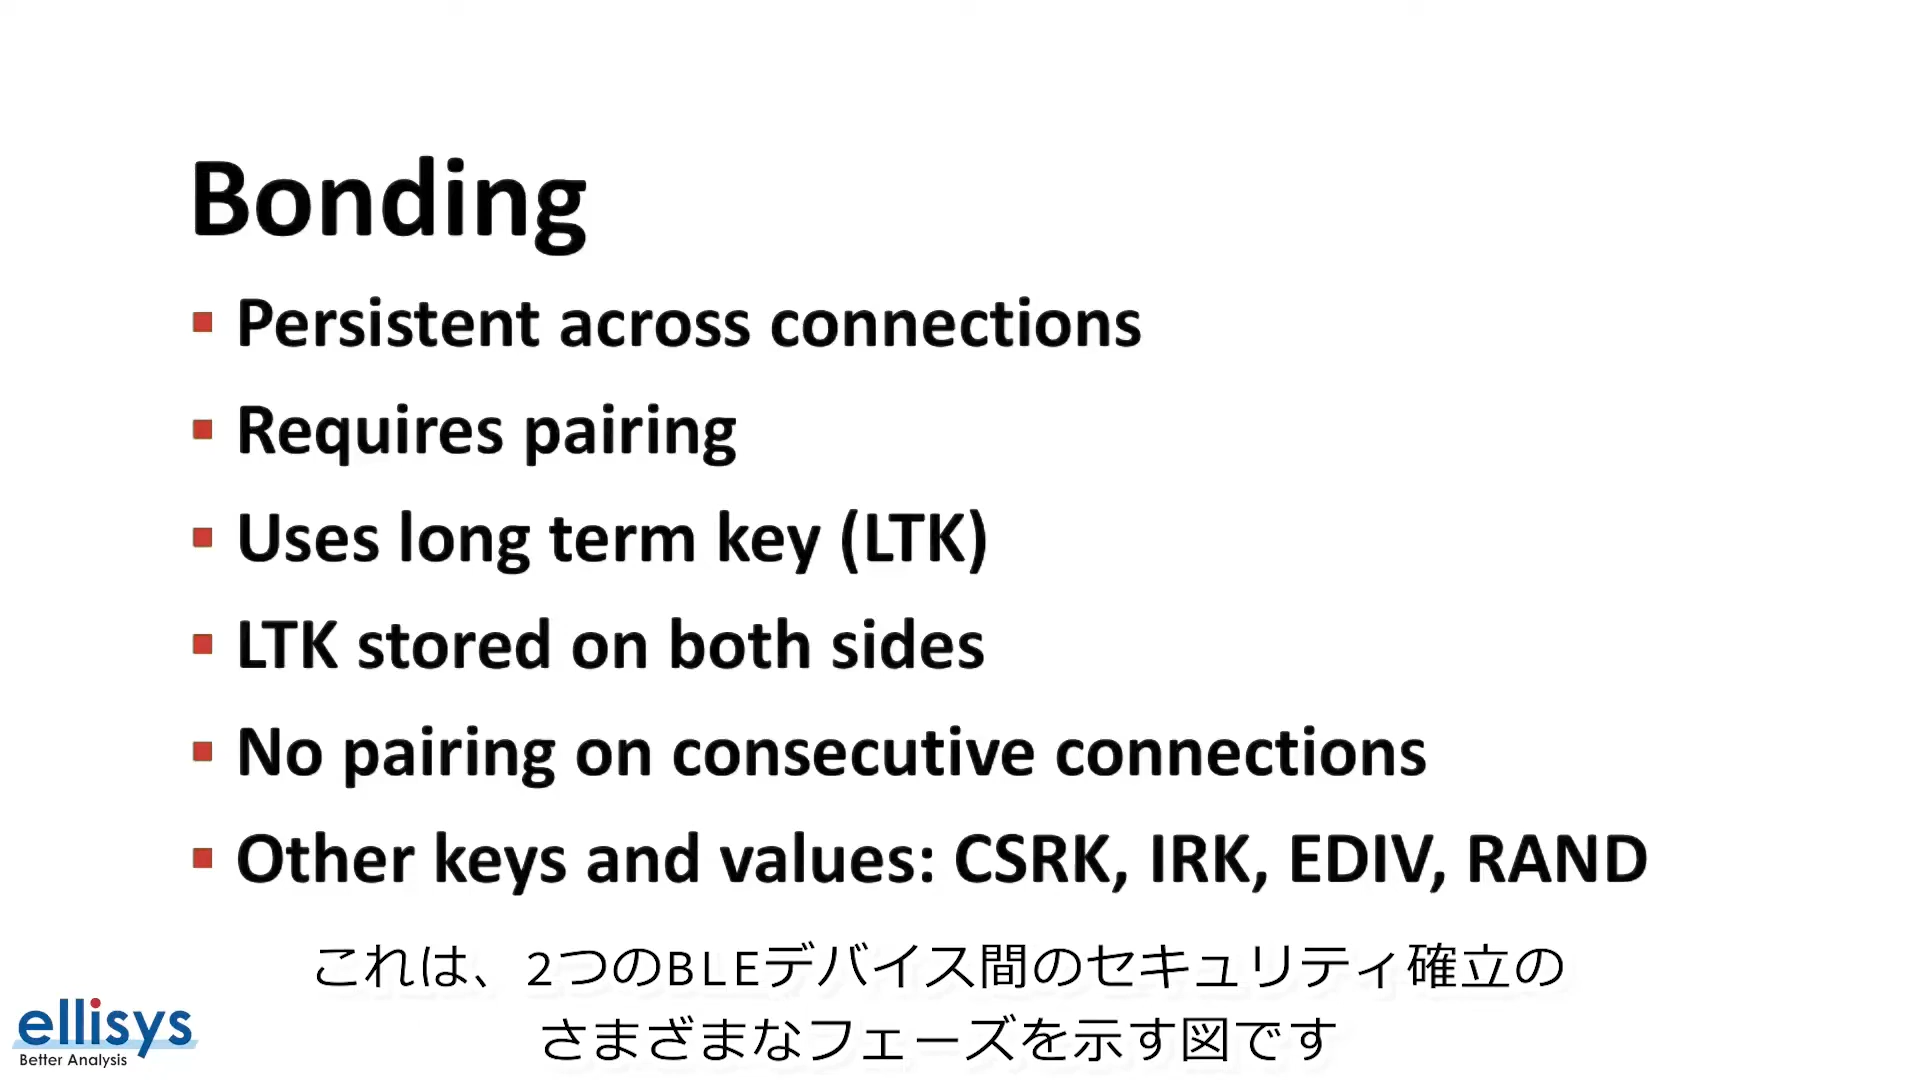 Bonding
Persistent across connections
Requires pairing
Uses long term key (LTK)
LTK stored on both sides
No pairing on consecutive connections
Other keys and values: CSRK, IRK, EDIV, RAND
これは、2つのBLEデバイス間のセキュリティ確立の
さまざまなフェーズを示す図です
ellisys
Better Analysis